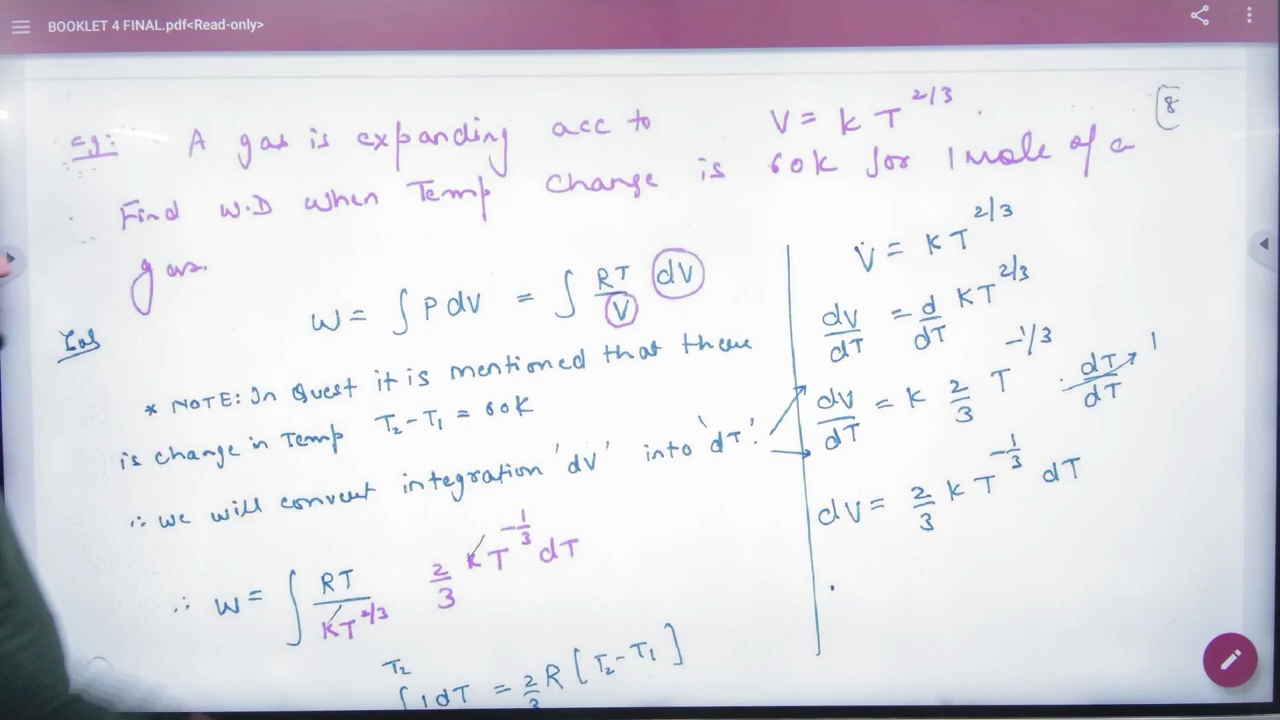 BOOKLET 4 FINAL.pdf<Read-only>
8
eg: A gas is expanding acc to V = K T^2/3.
Find W.D when Temp change is 60K for 1 mole of a
gas.
W = ∫ P dV = ∫ RT/V dV
* NOTE: In Quest it is mentioned that there
is change in Temp T2-T1 = 60K
∴ we will convert integration 'dV' into 'dT'.
∴ W = ∫ RT/KT^2/3 2/3 K T^-1/3 dT
T2
∫ 1 dT = 2/3 R [T2-T1]
V = KT^2/3
dV/dT = d/dT KT^2/3
dV/dT = K 2/3 T^-1/3 . dT/dT 1
dV = 2/3 K T^-1/3 dT